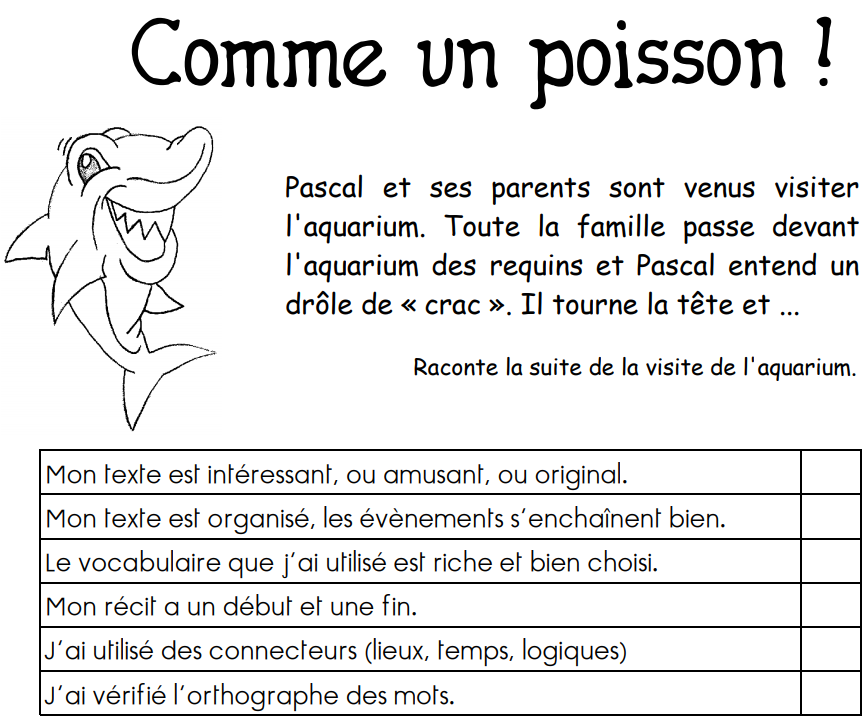 Comme un poisson !
Pascal et ses parents sont venus visiter
l'aquarium. Toute la famille passe devant
l'aquarium des requins et Pascal entend un
drôle de « crac ». Il tourne la tête et ...
Raconte la suite de la visite de l'aquarium.
Mon texte est intéressant, ou amusant, ou original.
Mon texte est organisé, les évènements s'enchaînent bien.
Le vocabulaire que j'ai utilisé est riche et bien choisi.
Mon récit a un début et une fin.
J'ai utilisé des connecteurs (lieux, temps, logiques)
J'ai vérifié l'orthographe des mots.